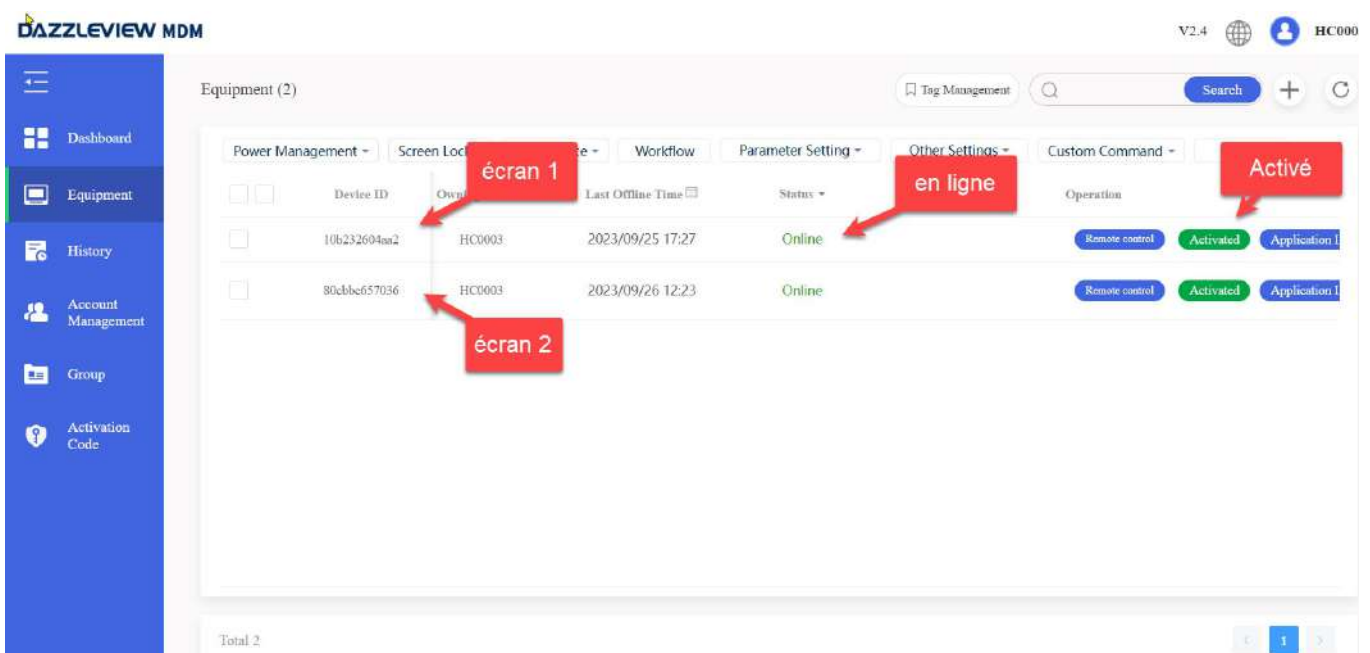 DAZZLEVIEW MDM
V2.4
HC000
Equipment (2)
Tag Management
Search
Dashboard
Equipment
History
Account
Management
Group
Activation
Code
Power Management
Workflow
Parameter Setting
Other Settings
Custom Command
écran 1
en ligne
Activé
Device ID
Last Offline Time
Status
Operation
10b232604aa2 HC0003 2023/09/25 17:27 Online Remote control Activated Application
80cbbc657036 HC0003 2023/09/26 12:23 Online Remote control Activated Application
écran 2
Total 2
1